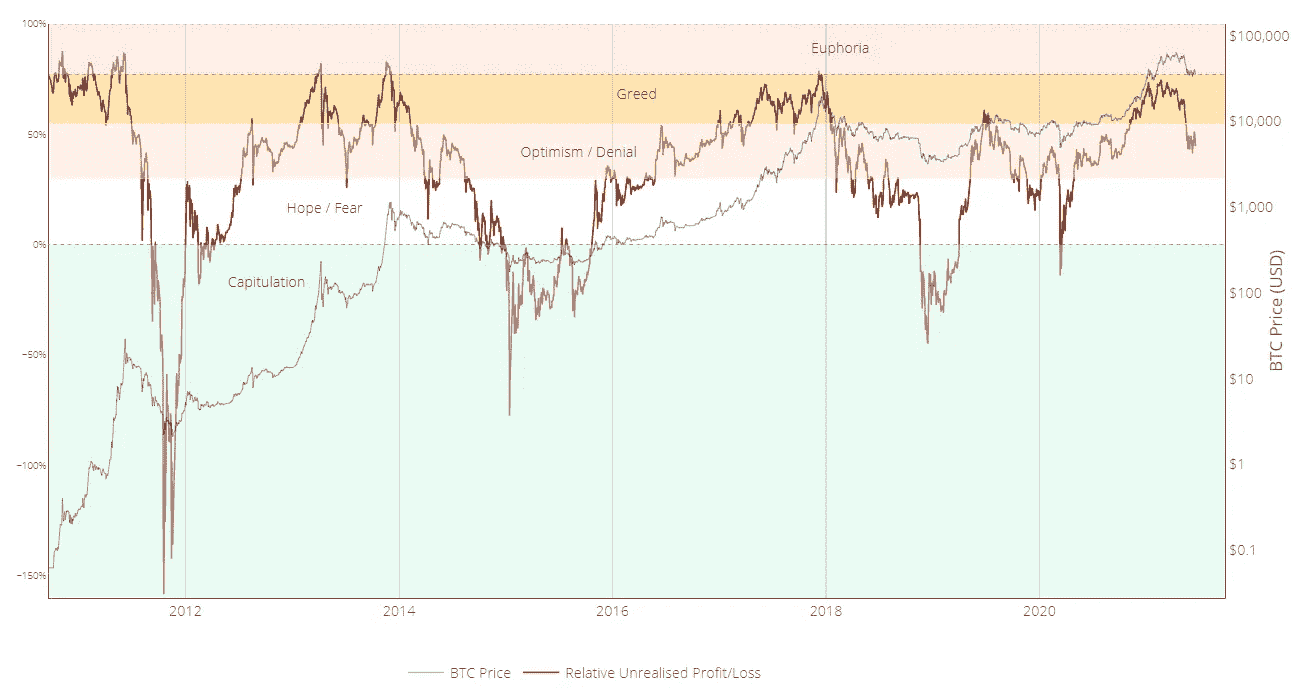 100%
50%
0%
−50%
−100%
−150%
Euphoria
Greed
Optimism / Denial
Hope / Fear
Capitulation
$100,000
$10,000
$1,000
$100
$10
$1
$0.1
BTC Price (USD)
2012 2014 2016 2018 2020
BTC Price Relative Unrealised Profit/Loss